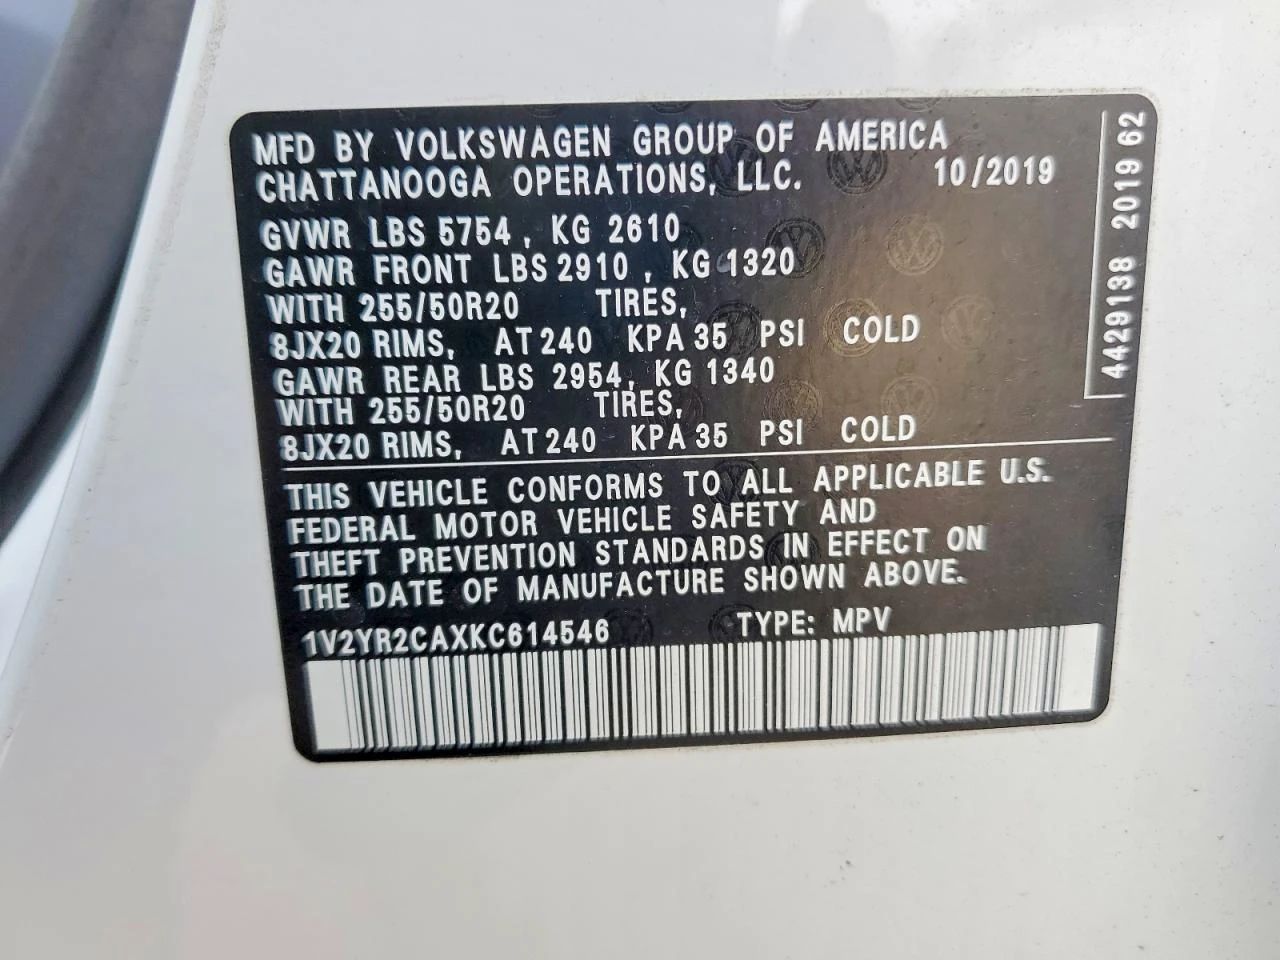 MFD BY VOLKSWAGEN GROUP OF AMERICA
CHATTANOOGA OPERATIONS, LLC. 10/2019
GVWR LBS 5754, KG 2610
GAWR FRONT LBS 2910, KG 1320
WITH 255/50R20 TIRES,
8JX20 RIMS, AT 240 KPA 35 PSI COLD
GAWR REAR LBS 2954, KG 1340
WITH 255/50R20 TIRES,
8JX20 RIMS, AT 240 KPA 35 PSI COLD
THIS VEHICLE CONFORMS TO ALL APPLICABLE U.S.
FEDERAL MOTOR VEHICLE SAFETY AND
THEFT PREVENTION STANDARDS IN EFFECT ON
THE DATE OF MANUFACTURE SHOWN ABOVE.
1V2YR2CAXKC614546 TYPE: MPV
4429138 2019 62